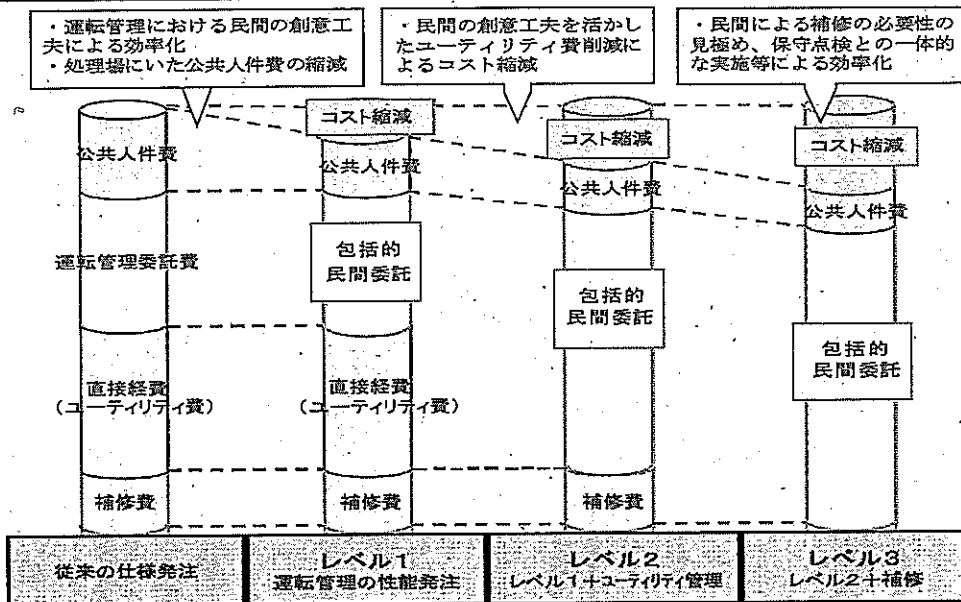 ・運転管理における民間の創意工
夫による効率化
・処理場にいた公共人件費の縮減
・民間の創意工夫を活かし
たユーティリティ費削減に
よるコスト縮減
・民間による補修の必要性の
見極め、保守点検との一体的
な実施等による効率化
公共人件費
運転管理委託費
直接経費
(ユーティリティ費)
補修費
コスト縮減
公共人件費
包括的
民間委託
直接経費
(ユーティリティ費)
補修費
コスト縮減
公共人件費
包括的
民間委託
補修費
コスト縮減
公共人件費
包括的
民間委託
従来の仕様発注
レベル1
運転管理の性能発注
レベル2
レベル1+ユーティリティ管理
レベル3
レベル2+補修